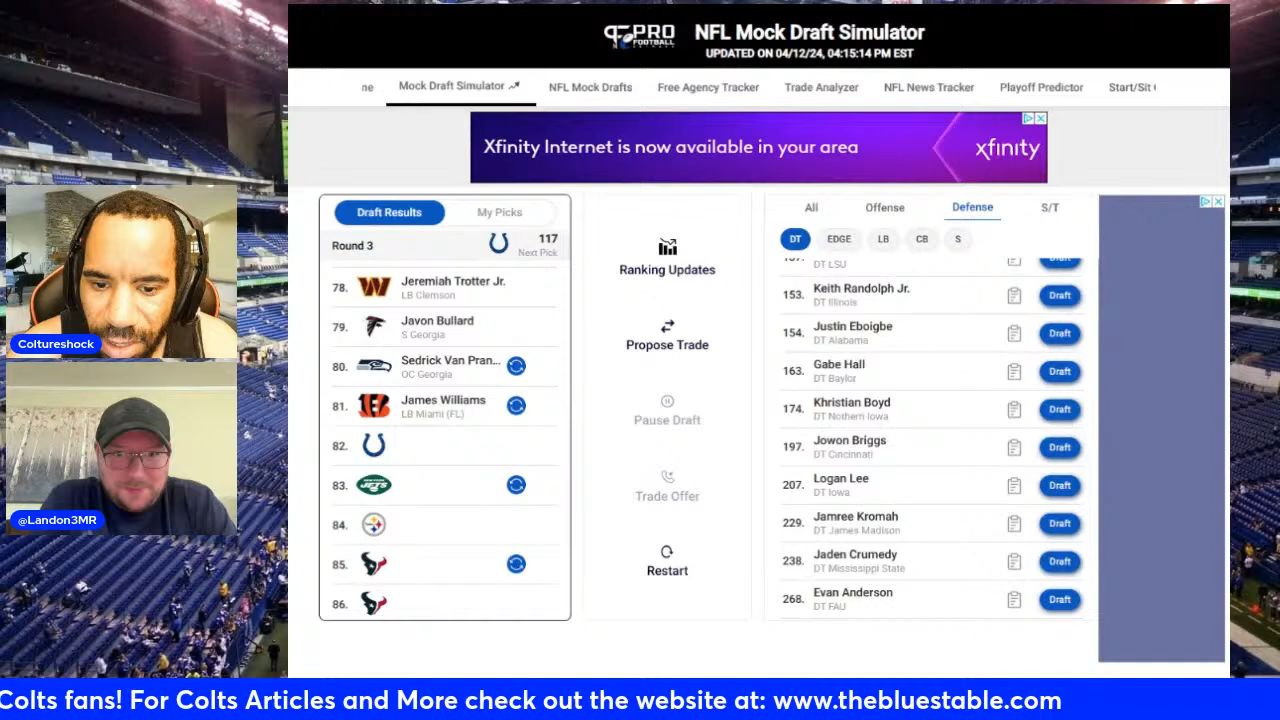 PRO
FOOTBALL
NETWORK
NFL Mock Draft Simulator
UPDATED ON 04/12/24, 04:15:14 PM EST
ne
Mock Draft Simulator
NFL Mock Drafts
Free Agency Tracker
Trade Analyzer
NFL News Tracker
Playoff Predictor
Start/Sit
Xfinity Internet is now available in your area
xfinity
Draft Results
My Picks
Round 3
117
Next Pick
78.
Jeremiah Trotter Jr.
LB Clemson
79.
Javon Bullard
S Georgia
80.
Sedrick Van Pran...
OC Georgia
81.
James Williams
LB Miami (FL)
82.
83.
JETS
84.
85.
86.
Ranking Updates
Propose Trade
Pause Draft
Trade Offer
Restart
All
Offense
Defense
S/T
DT
EDGE
LB
CB
S
DT LSU
Draft
153.
Keith Randolph Jr.
DT Illinois
Draft
154.
Justin Eboigbe
DT Alabama
Draft
163.
Gabe Hall
DT Baylor
Draft
174.
Khristian Boyd
DT Nothern Iowa
Draft
197.
Jowon Briggs
DT Cincinnati
Draft
207.
Logan Lee
DT Iowa
Draft
229.
Jamree Kromah
DT James Madison
Draft
238.
Jaden Crumedy
DT Mississippi State
Draft
268.
Evan Anderson
DT FAU
Draft
Coltureshock
@Landon3MR
Colts fans! For Colts Articles and More check out the website at: www.thebluestable.com